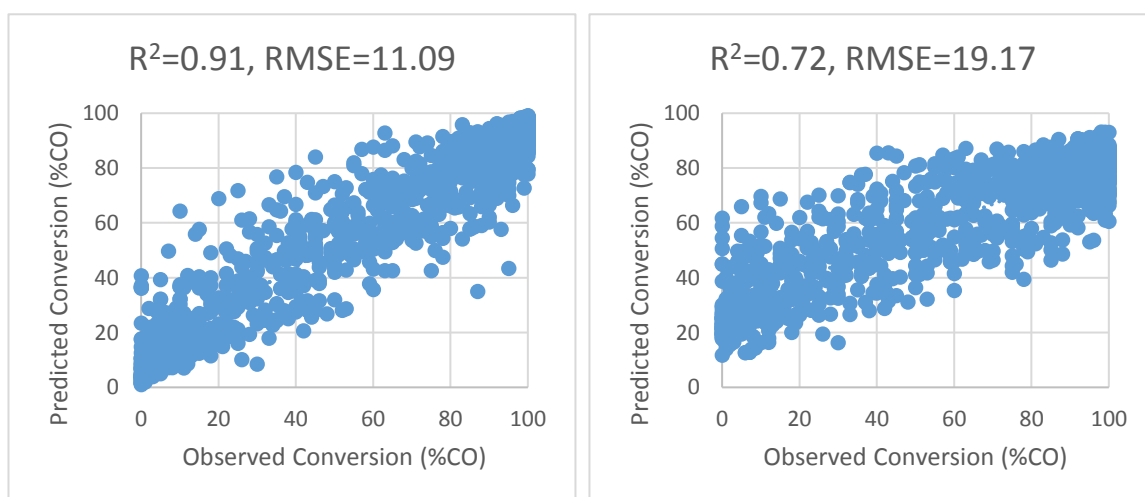 R²=0.91, RMSE=11.09
Predicted Conversion (%CO)
100
80
60
40
20
0
0 20 40 60 80 100
Observed Conversion (%CO)
R²=0.72, RMSE=19.17
Predicted Conversion (%CO)
100
80
60
40
20
0
0 20 40 60 80 100
Observed Conversion (%CO)